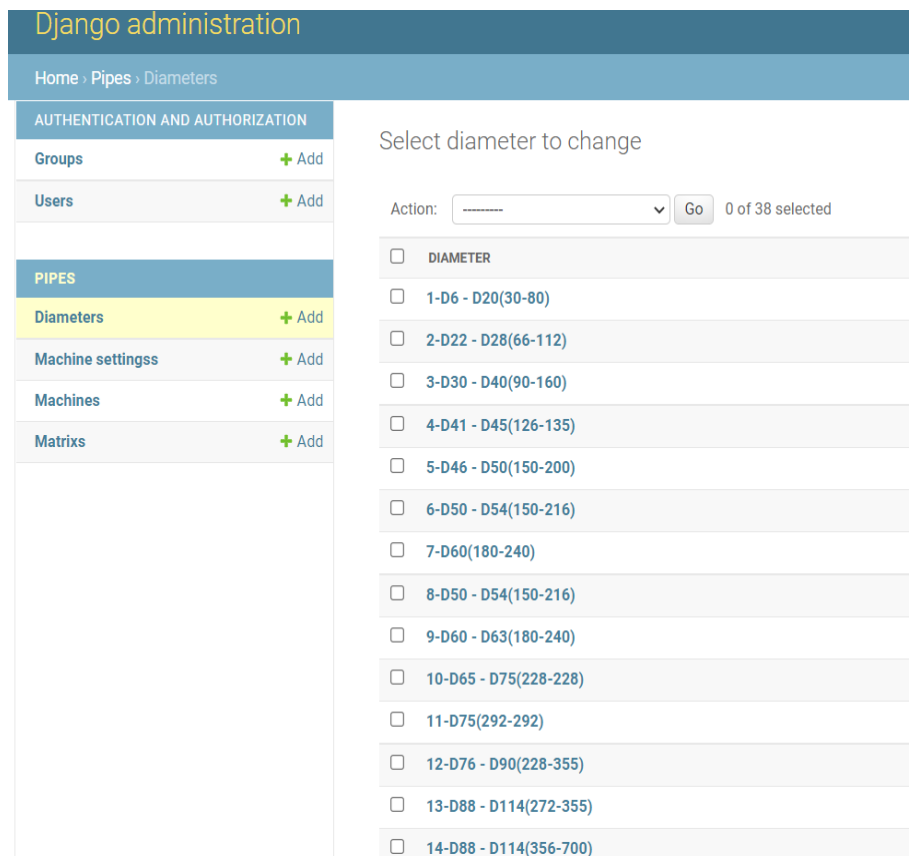 Django administration
Home › Pipes › Diameters
AUTHENTICATION AND AUTHORIZATION
Groups + Add
Users + Add
PIPES
Diameters + Add
Machine settingss + Add
Machines + Add
Matrixs + Add
Select diameter to change
Action: --------- Go 0 of 38 selected
DIAMETER
1-D6 - D20(30-80)
2-D22 - D28(66-112)
3-D30 - D40(90-160)
4-D41 - D45(126-135)
5-D46 - D50(150-200)
6-D50 - D54(150-216)
7-D60(180-240)
8-D50 - D54(150-216)
9-D60 - D63(180-240)
10-D65 - D75(228-228)
11-D75(292-292)
12-D76 - D90(228-355)
13-D88 - D114(272-355)
14-D88 - D114(356-700)